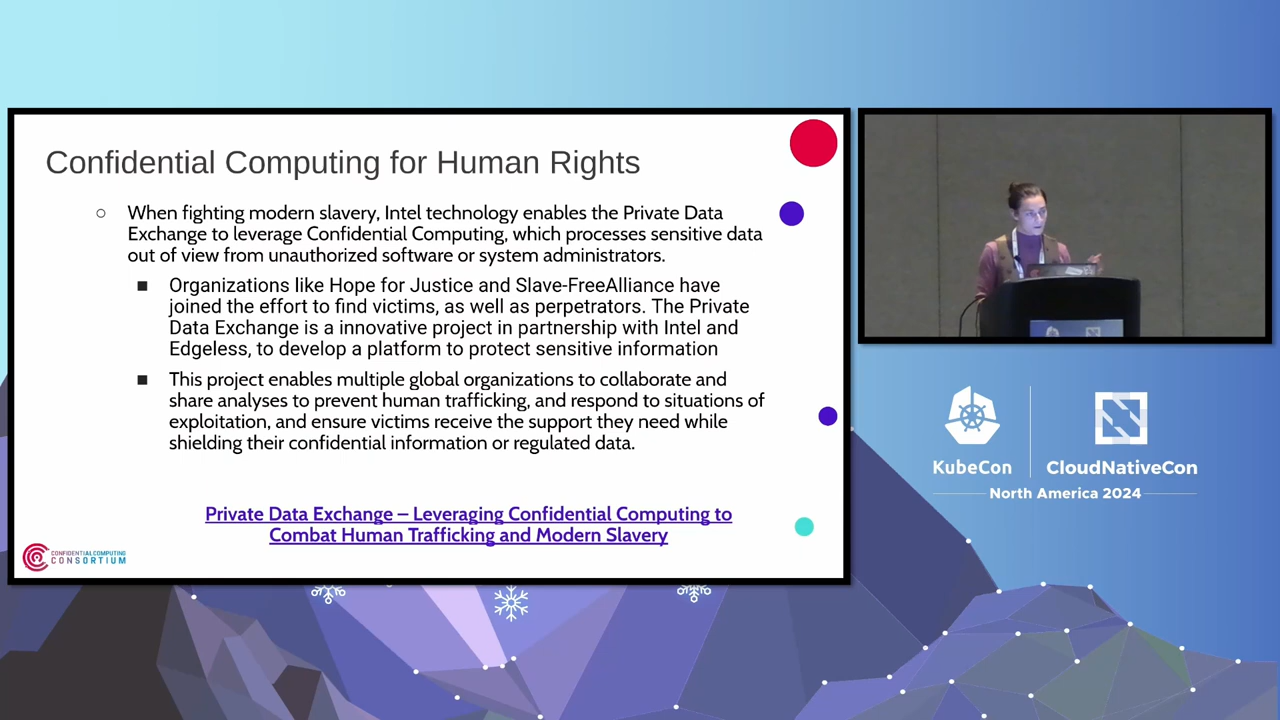 Confidential Computing for Human Rights
○ When fighting modern slavery, Intel technology enables the Private Data
Exchange to leverage Confidential Computing, which processes sensitive data
out of view from unauthorized software or system administrators.
■ Organizations like Hope for Justice and Slave-FreeAlliance have
joined the effort to find victims, as well as perpetrators. The Private
Data Exchange is a innovative project in partnership with Intel and
Edgeless, to develop a platform to protect sensitive information
■ This project enables multiple global organizations to collaborate and
share analyses to prevent human trafficking, and respond to situations of
exploitation, and ensure victims receive the support they need while
shielding their confidential information or regulated data.
Private Data Exchange – Leveraging Confidential Computing to
Combat Human Trafficking and Modern Slavery
CONFIDENTIAL COMPUTING
CONSORTIUM
KubeCon
CloudNativeCon
North America 2024